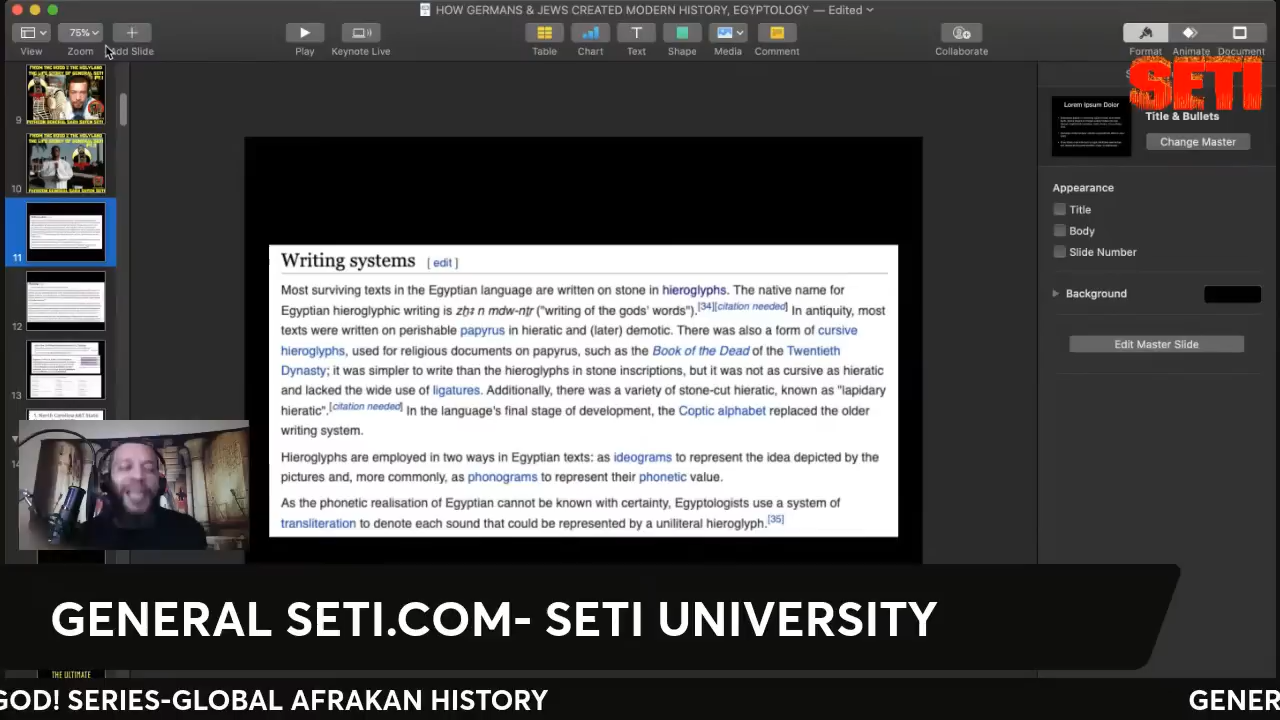 HOW GERMANS & JEWS CREATED MODERN HISTORY, EGYPTOLOGY — Edited
75%
View
Zoom
Add Slide
Play
Keynote Live
Table
Chart
Text
Shape
Media
Comment
Collaborate
Format
Animate
Document
SETI
Lorem Ipsum Dolor
Title & Bullets
Change Master
Appearance
Title
Body
Slide Number
Background
Edit Master Slide
9
10
11
12
13
Writing systems [ edit ]
Most surviving texts in the Egyptian language are written on stone in hieroglyphs. The native name for
Egyptian hieroglyphic writing is zẖꜣ n mdw-nṯr ("writing of the gods' words").[34][citation needed] In antiquity, most
texts were written on perishable papyrus in hieratic and (later) demotic. There was also a form of cursive
hieroglyphs, used for religious documents on papyrus, such as the Book of the Dead of the Twentieth
Dynasty; it was simpler to write than the hieroglyphs in stone inscriptions, but it was not as cursive as hieratic
and lacked the wide use of ligatures. Additionally, there was a variety of stone-cut hieratic, known as "lapidary
hieratic".[citation needed] In the language's final stage of development, the Coptic alphabet replaced the older
writing system.
Hieroglyphs are employed in two ways in Egyptian texts: as ideograms to represent the idea depicted by the
pictures and, more commonly, as phonograms to represent their phonetic value.
As the phonetic realisation of Egyptian cannot be known with certainty, Egyptologists use a system of
transliteration to denote each sound that could be represented by a uniliteral hieroglyph.[35]
GENERAL SETI.COM- SETI UNIVERSITY
THE ULTIMATE
GOD! SERIES-GLOBAL AFRAKAN HISTORY
GENER